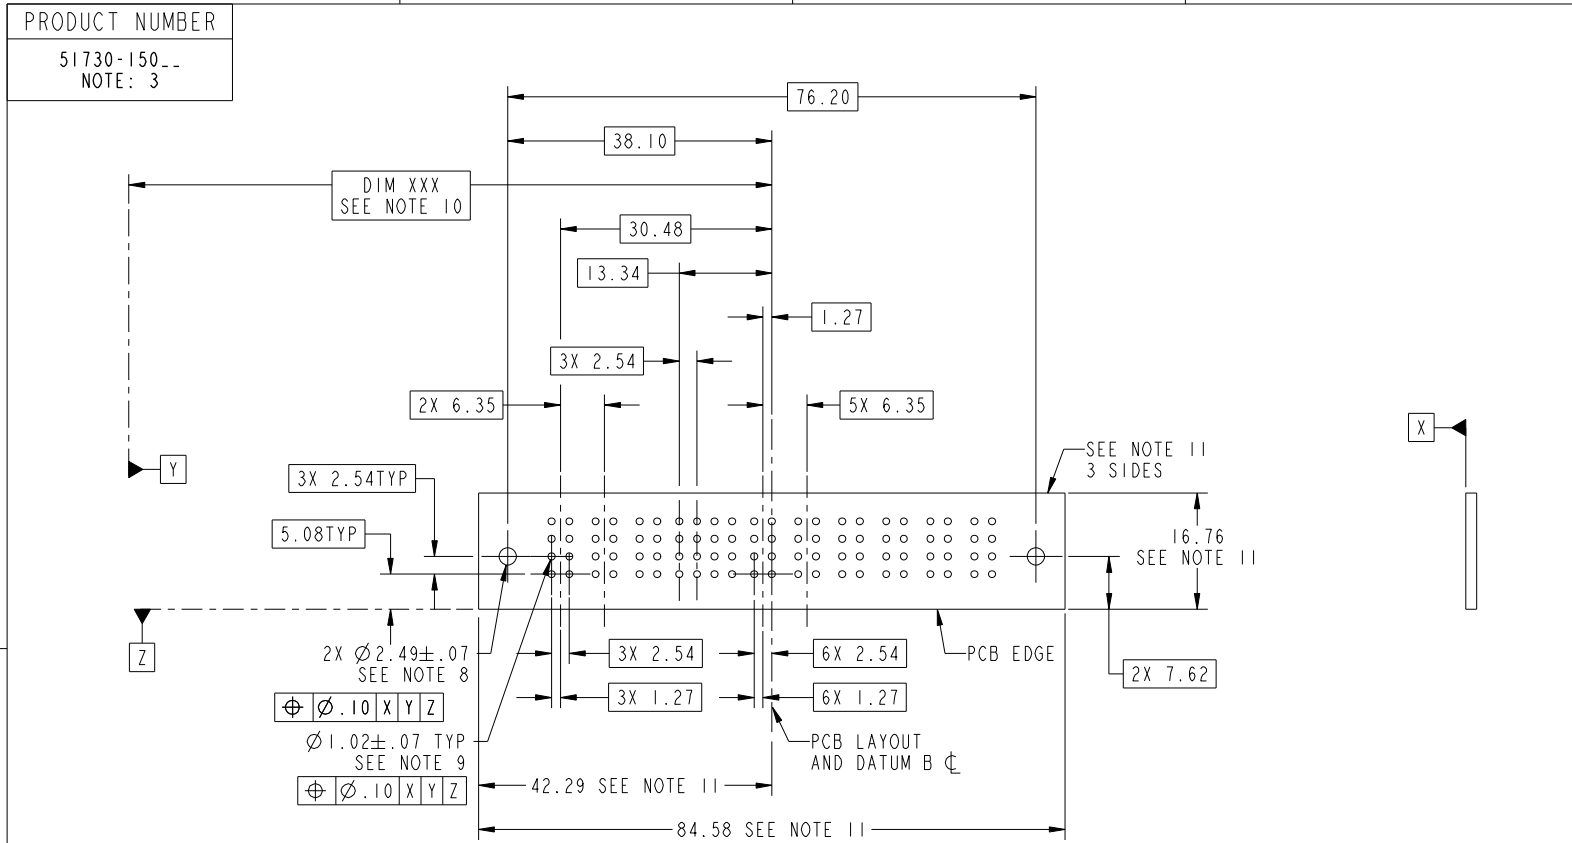 PRODUCT NUMBER
51730-150__
NOTE: 3
76.20
38.10
DIM XXX
SEE NOTE 10
30.48
13.34
1.27
3X 2.54
2X 6.35
5X 6.35
X
Y
SEE NOTE 11
3 SIDES
3X 2.54TYP
5.08TYP
16.76
SEE NOTE 11
Z
2X Ø2.49±.07
SEE NOTE 8
3X 2.54
6X 2.54
PCB EDGE
2X 7.62
⌖ Ø.10 X Y Z
3X 1.27
6X 1.27
Ø1.02±.07 TYP
SEE NOTE 9
PCB LAYOUT
AND DATUM B ℄
⌖ Ø.10 X Y Z
42.29 SEE NOTE 11
84.58 SEE NOTE 11